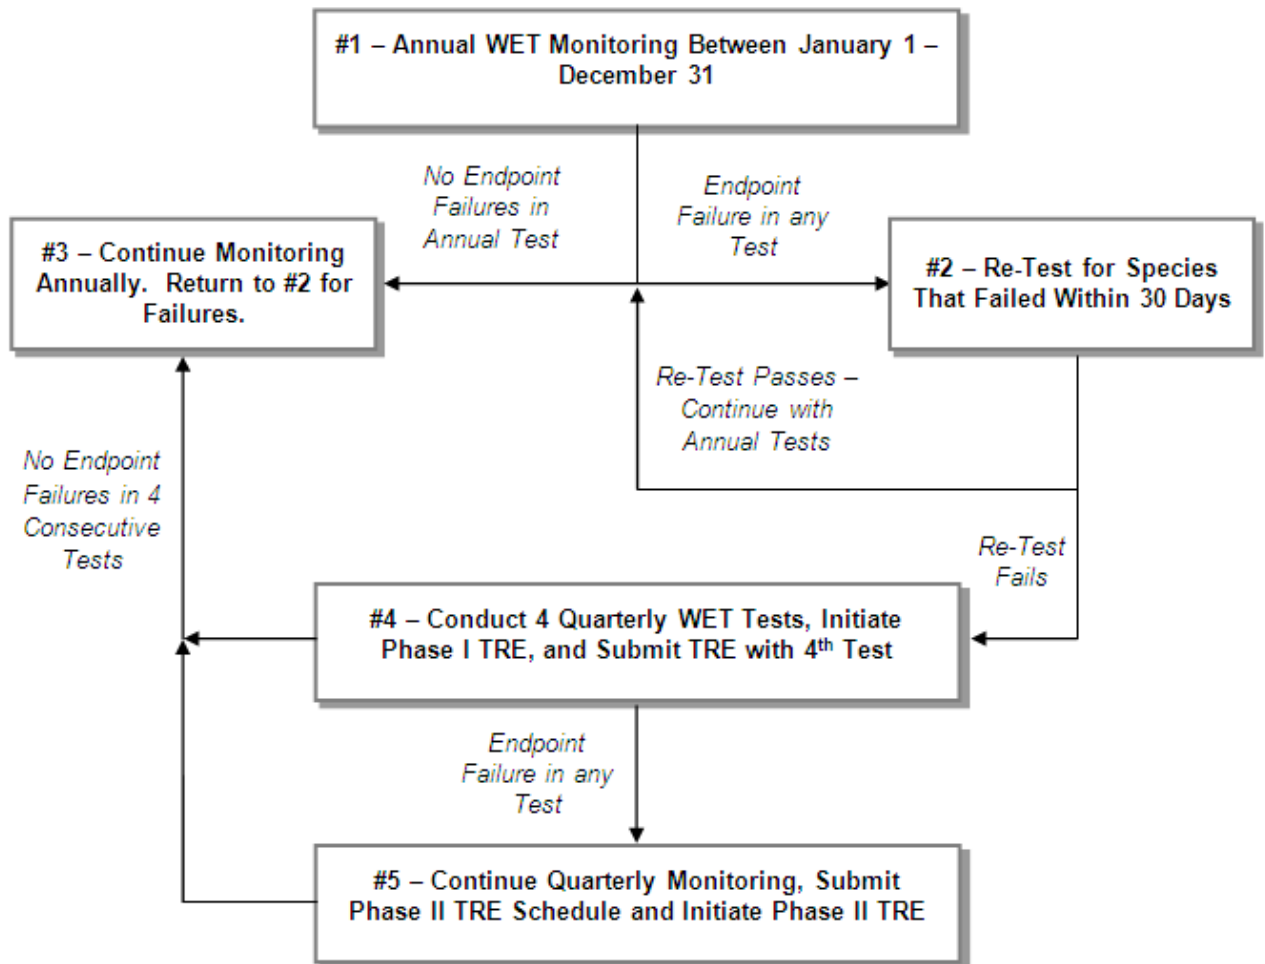 #1 – Annual WET Monitoring Between January 1 –
December 31
No Endpoint
Failures in
Annual Test
Endpoint
Failure in any
Test
#3 – Continue Monitoring
Annually.  Return to #2 for
Failures.
#2 – Re-Test for Species
That Failed Within 30 Days
Re-Test Passes –
Continue with
Annual Tests
No Endpoint
Failures in 4
Consecutive
Tests
Re-Test
Fails
#4 – Conduct 4 Quarterly WET Tests, Initiate
Phase I TRE, and Submit TRE with 4th Test
Endpoint
Failure in any
Test
#5 – Continue Quarterly Monitoring, Submit
Phase II TRE Schedule and Initiate Phase II TRE